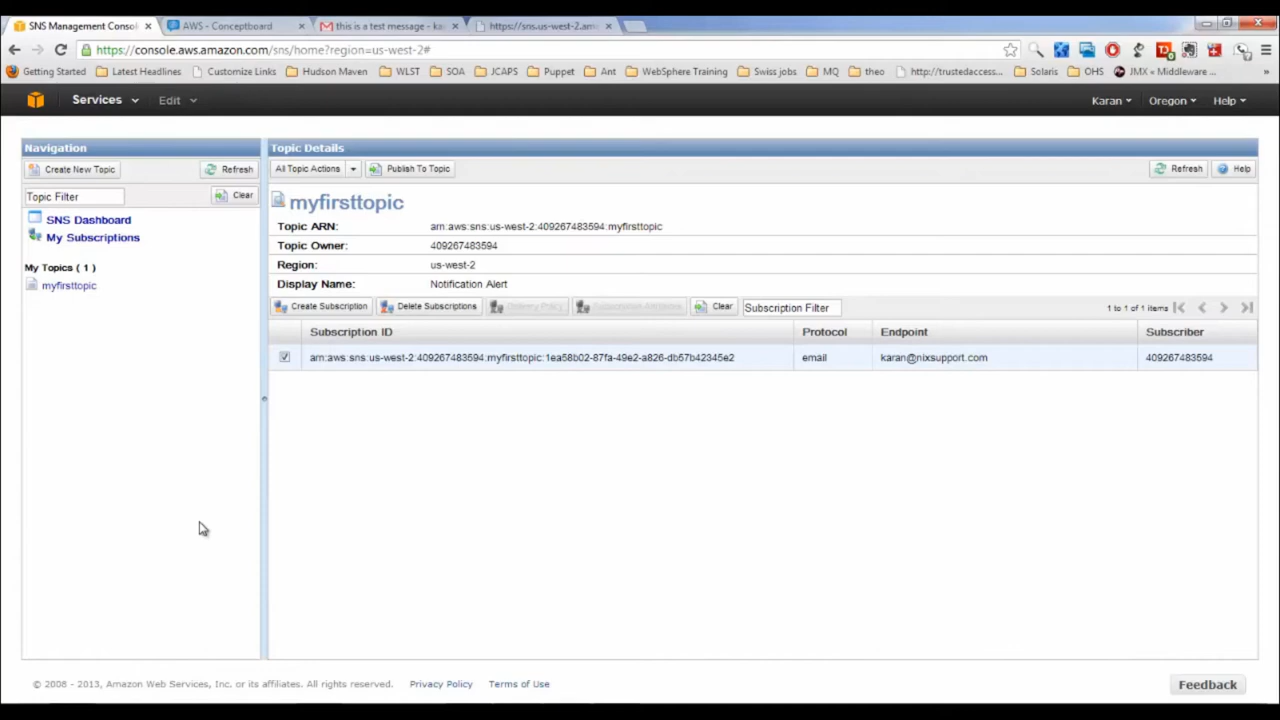 SNS Management Consol
AWS - Conceptboard
this is a test message - ka
https://sns.us-west-2.ama
https://console.aws.amazon.com/sns/home?region=us-west-2#
Getting Started
Latest Headlines
Customize Links
Hudson Maven
WLST
SOA
JCAPS
Puppet
Ant
WebSphere Training
Swiss jobs
MQ
theo
http://trustedaccess...
Solaris
OHS
JMX « Middleware ...
»
Services
Edit
Karan
Oregon
Help
Navigation
Create New Topic
Refresh
Topic Filter
Clear
SNS Dashboard
My Subscriptions
My Topics ( 1 )
myfirsttopic
Topic Details
All Topic Actions
Publish To Topic
Refresh
Help
myfirsttopic
Topic ARN: arn:aws:sns:us-west-2:409267483594:myfirsttopic
Topic Owner: 409267483594
Region: us-west-2
Display Name: Notification Alert
Create Subscription
Delete Subscriptions
Delivery Policy
Clear
Subscription Filter
1 to 1 of 1 items
Subscription ID Protocol Endpoint Subscriber
arn:aws:sns:us-west-2:409267483594:myfirsttopic:1ea58b02-87fa-49e2-a826-db57b42345e2 email karan@nixsupport.com 409267483594
© 2008 - 2013, Amazon Web Services, Inc. or its affiliates. All rights reserved. Privacy Policy Terms of Use
Feedback